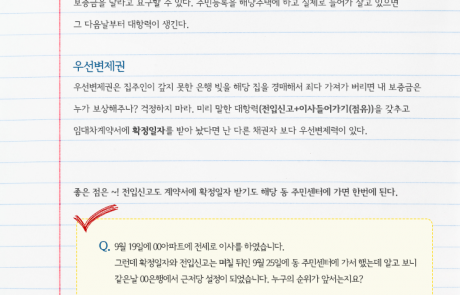 보증금을 달라고 요구할 수 있다. 주민등록을 해당주택에 하고 실제로 들어가 살고 있으면
그 다음날부터 대항력이 생긴다.
우선변제권
우선변제권은 집주인이 갚지 못한 은행 빚을 해당 집을 경매해서 죄다 가져가 버리면 내 보증금은
누가 보상해주나? 걱정하지 마라. 미리 말한 대항력(전입신고+이사들어가기(점유))을 갖추고
임대차계약서에 확정일자를 받아 놨다면 난 다른 채권자 보다 우선변제력이 있다.
좋은 점은 ~! 전입신고도 계약서에 확정일자 받기도 해당 동 주민센터에 가면 한번에 된다.
Q. 9월 19일에 00아파트에 전세로 이사를 하였습니다.
그런데 확정일자와 전입신고는 며칠 뒤인 9월 25일에 동 주민센터에 가서 했는데 알고 보니
같은날 00은행에서 근저당 설정이 되었습니다. 누구의 순위가 앞서는지요?